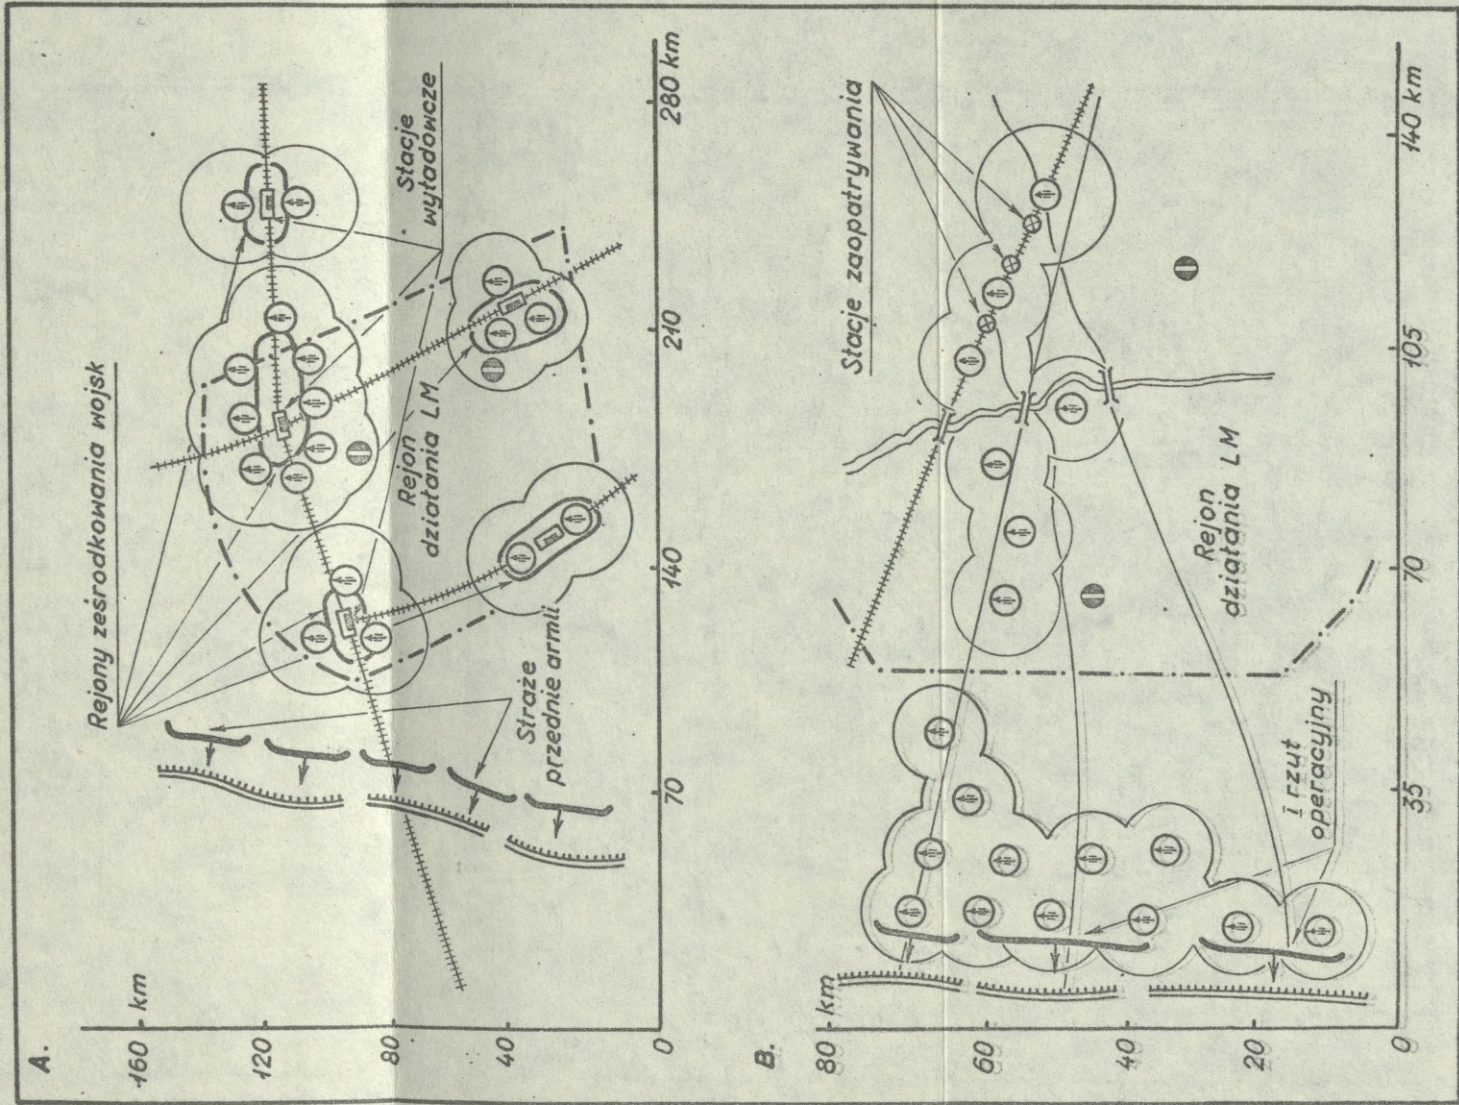 A.
160 km
120
80
40
0
70
140
210
280 km
Rejony ześrodkowania wojsk
Stacje
wyładowcze
Rejon
działania LM
Straże
przednie armii
B.
80 km
60
40
20
0
35
70
105
140 km
Stacje zaopatrywania
Rejon
działania LM
I rzut
operacyjny